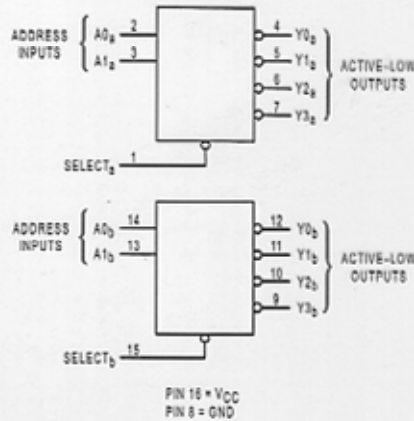 ADDRESS INPUTS
A0a 2
A1a 3
4 Y0a
5 Y1a
6 Y2a
7 Y3a
ACTIVE-LOW OUTPUTS
SELECTa 1
ADDRESS INPUTS
A0b 14
A1b 13
12 Y0b
11 Y1b
10 Y2b
9 Y3b
ACTIVE-LOW OUTPUTS
SELECTb 15
PIN 16 = VCC
PIN 8 = GND